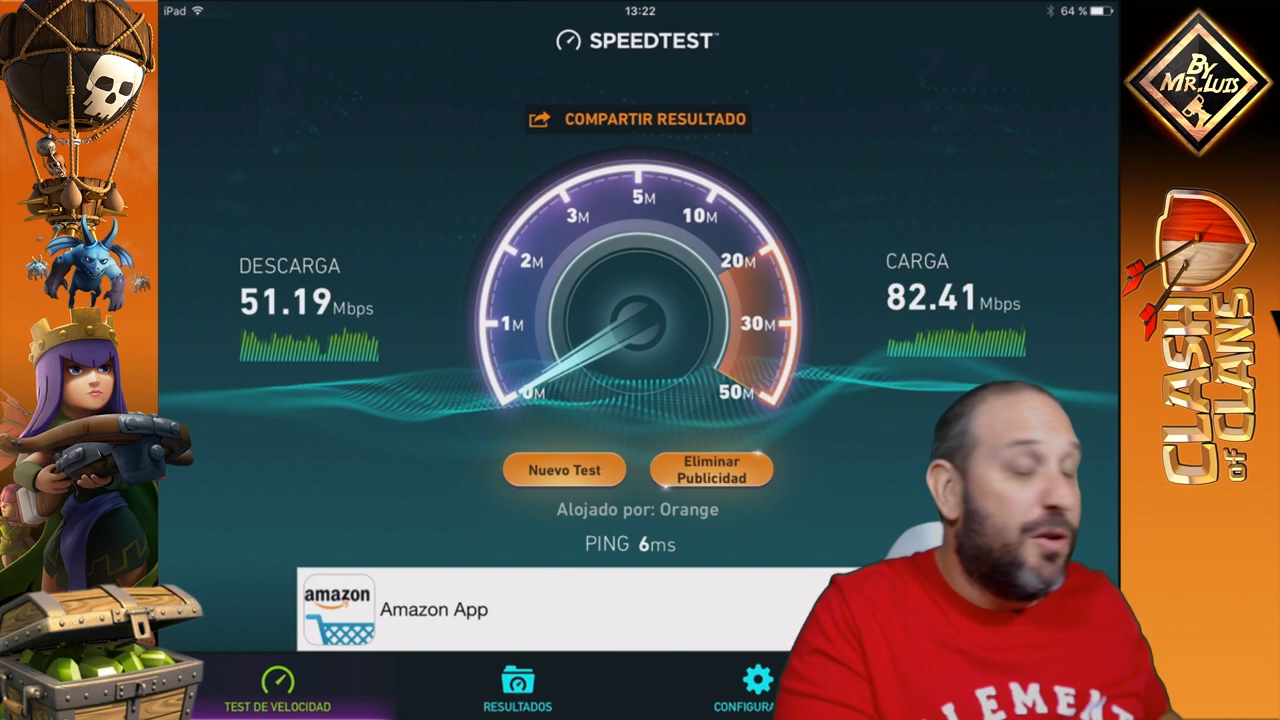 iPad
13:22
64 %
SPEEDTEST™
COMPARTIR RESULTADO
0M
1M
2M
3M
5M
10M
20M
30M
50M
DESCARGA
51.19 Mbps
CARGA
82.41 Mbps
Nuevo Test
Eliminar
Publicidad
Alojado por: Orange
PING 6ms
amazon
Amazon App
TEST DE VELOCIDAD
RESULTADOS
CONFIGURA
By
MR.LUIS
CLASH
of CLANS
ELEMENT